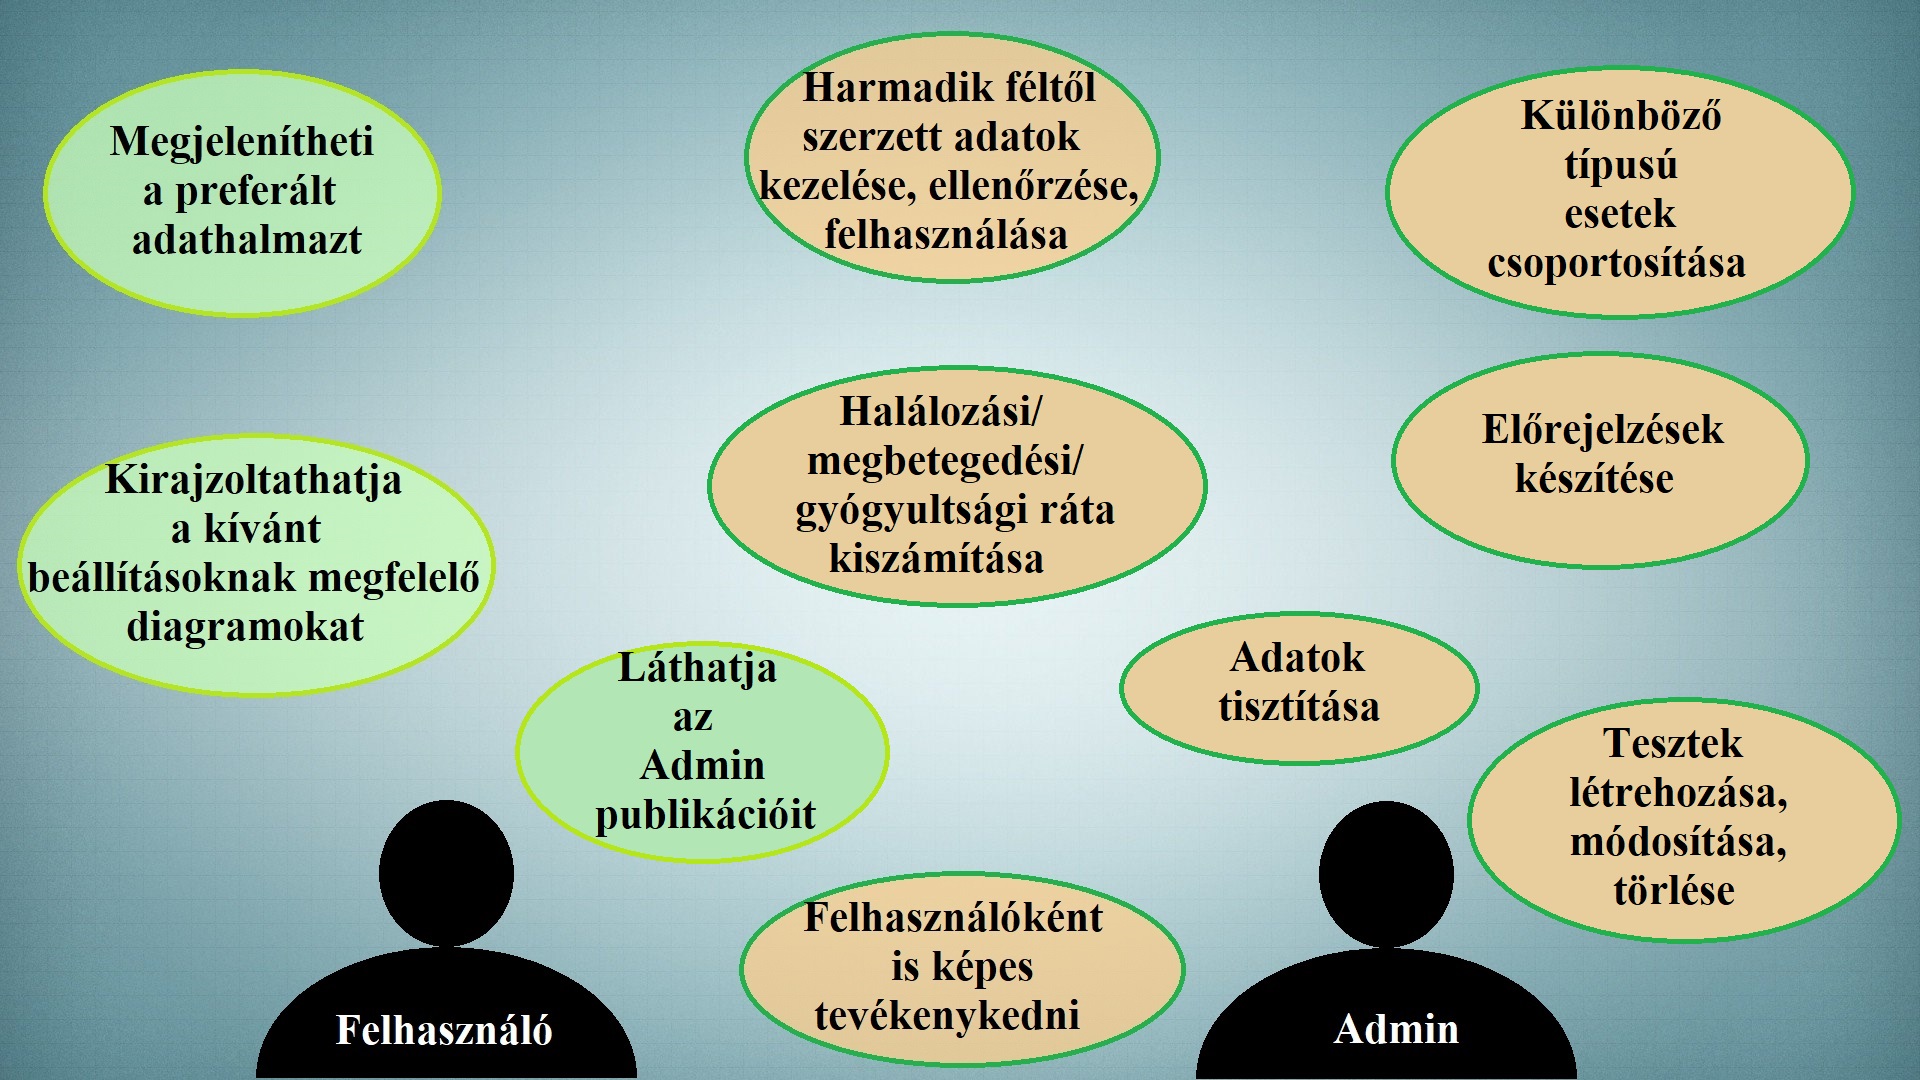 Megjelenítheti
a preferált
adathalmazt
Harmadik féltől
szerzett adatok
kezelése, ellenőrzése,
felhasználása
Különböző
típusú
esetek
csoportosítása
Kirajzoltathatja
a kívánt
beállításoknak megfelelő
diagramokat
Halálozási/
megbetegedési/
gyógyultsági ráta
kiszámítása
Előrejelzések
készítése
Láthatja
az
Admin
publikációit
Adatok
tisztítása
Tesztek
létrehozása,
módosítása,
törlése
Felhasználóként
is képes
tevékenykedni
Felhasználó
Admin